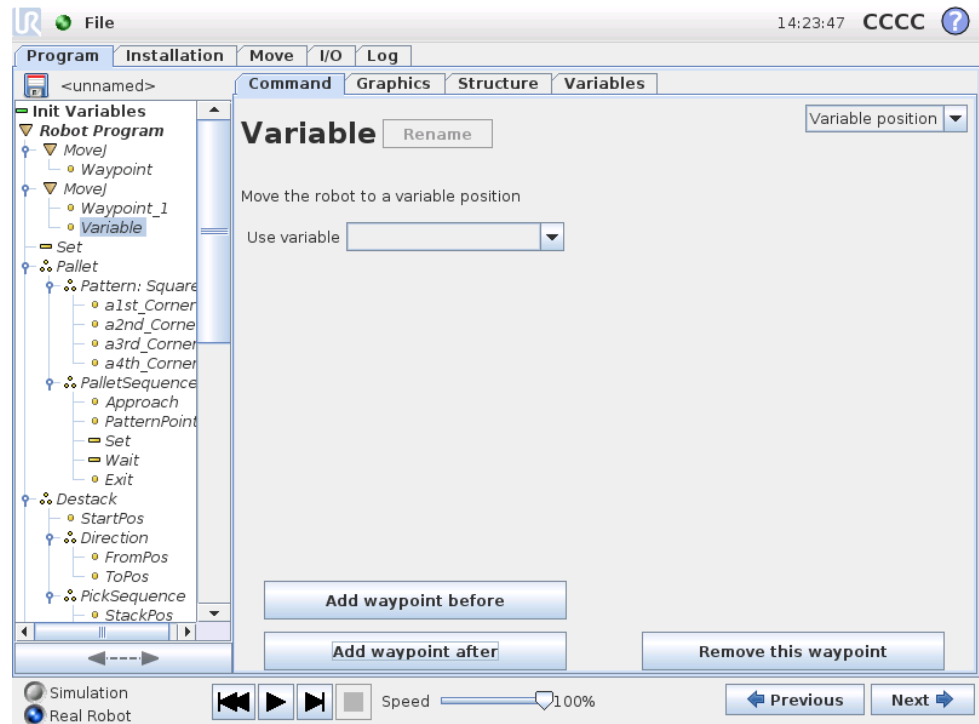 UR File 14:23:47 CCCC ?
Program Installation Move I/O Log
<unnamed> Command Graphics Structure Variables
Init Variables
Robot Program
MoveJ
Waypoint
MoveJ
Waypoint_1
Variable
Set
Pallet
Pattern: Square
a1st_Corner
a2nd_Corne
a3rd_Corner
a4th_Corner
PalletSequence
Approach
PatternPoint
Set
Wait
Exit
Destack
StartPos
Direction
FromPos
ToPos
PickSequence
StackPos
Variable Rename Variable position
Move the robot to a variable position
Use variable
Add waypoint before
Add waypoint after Remove this waypoint
Simulation
Real Robot
Speed 100% Previous Next